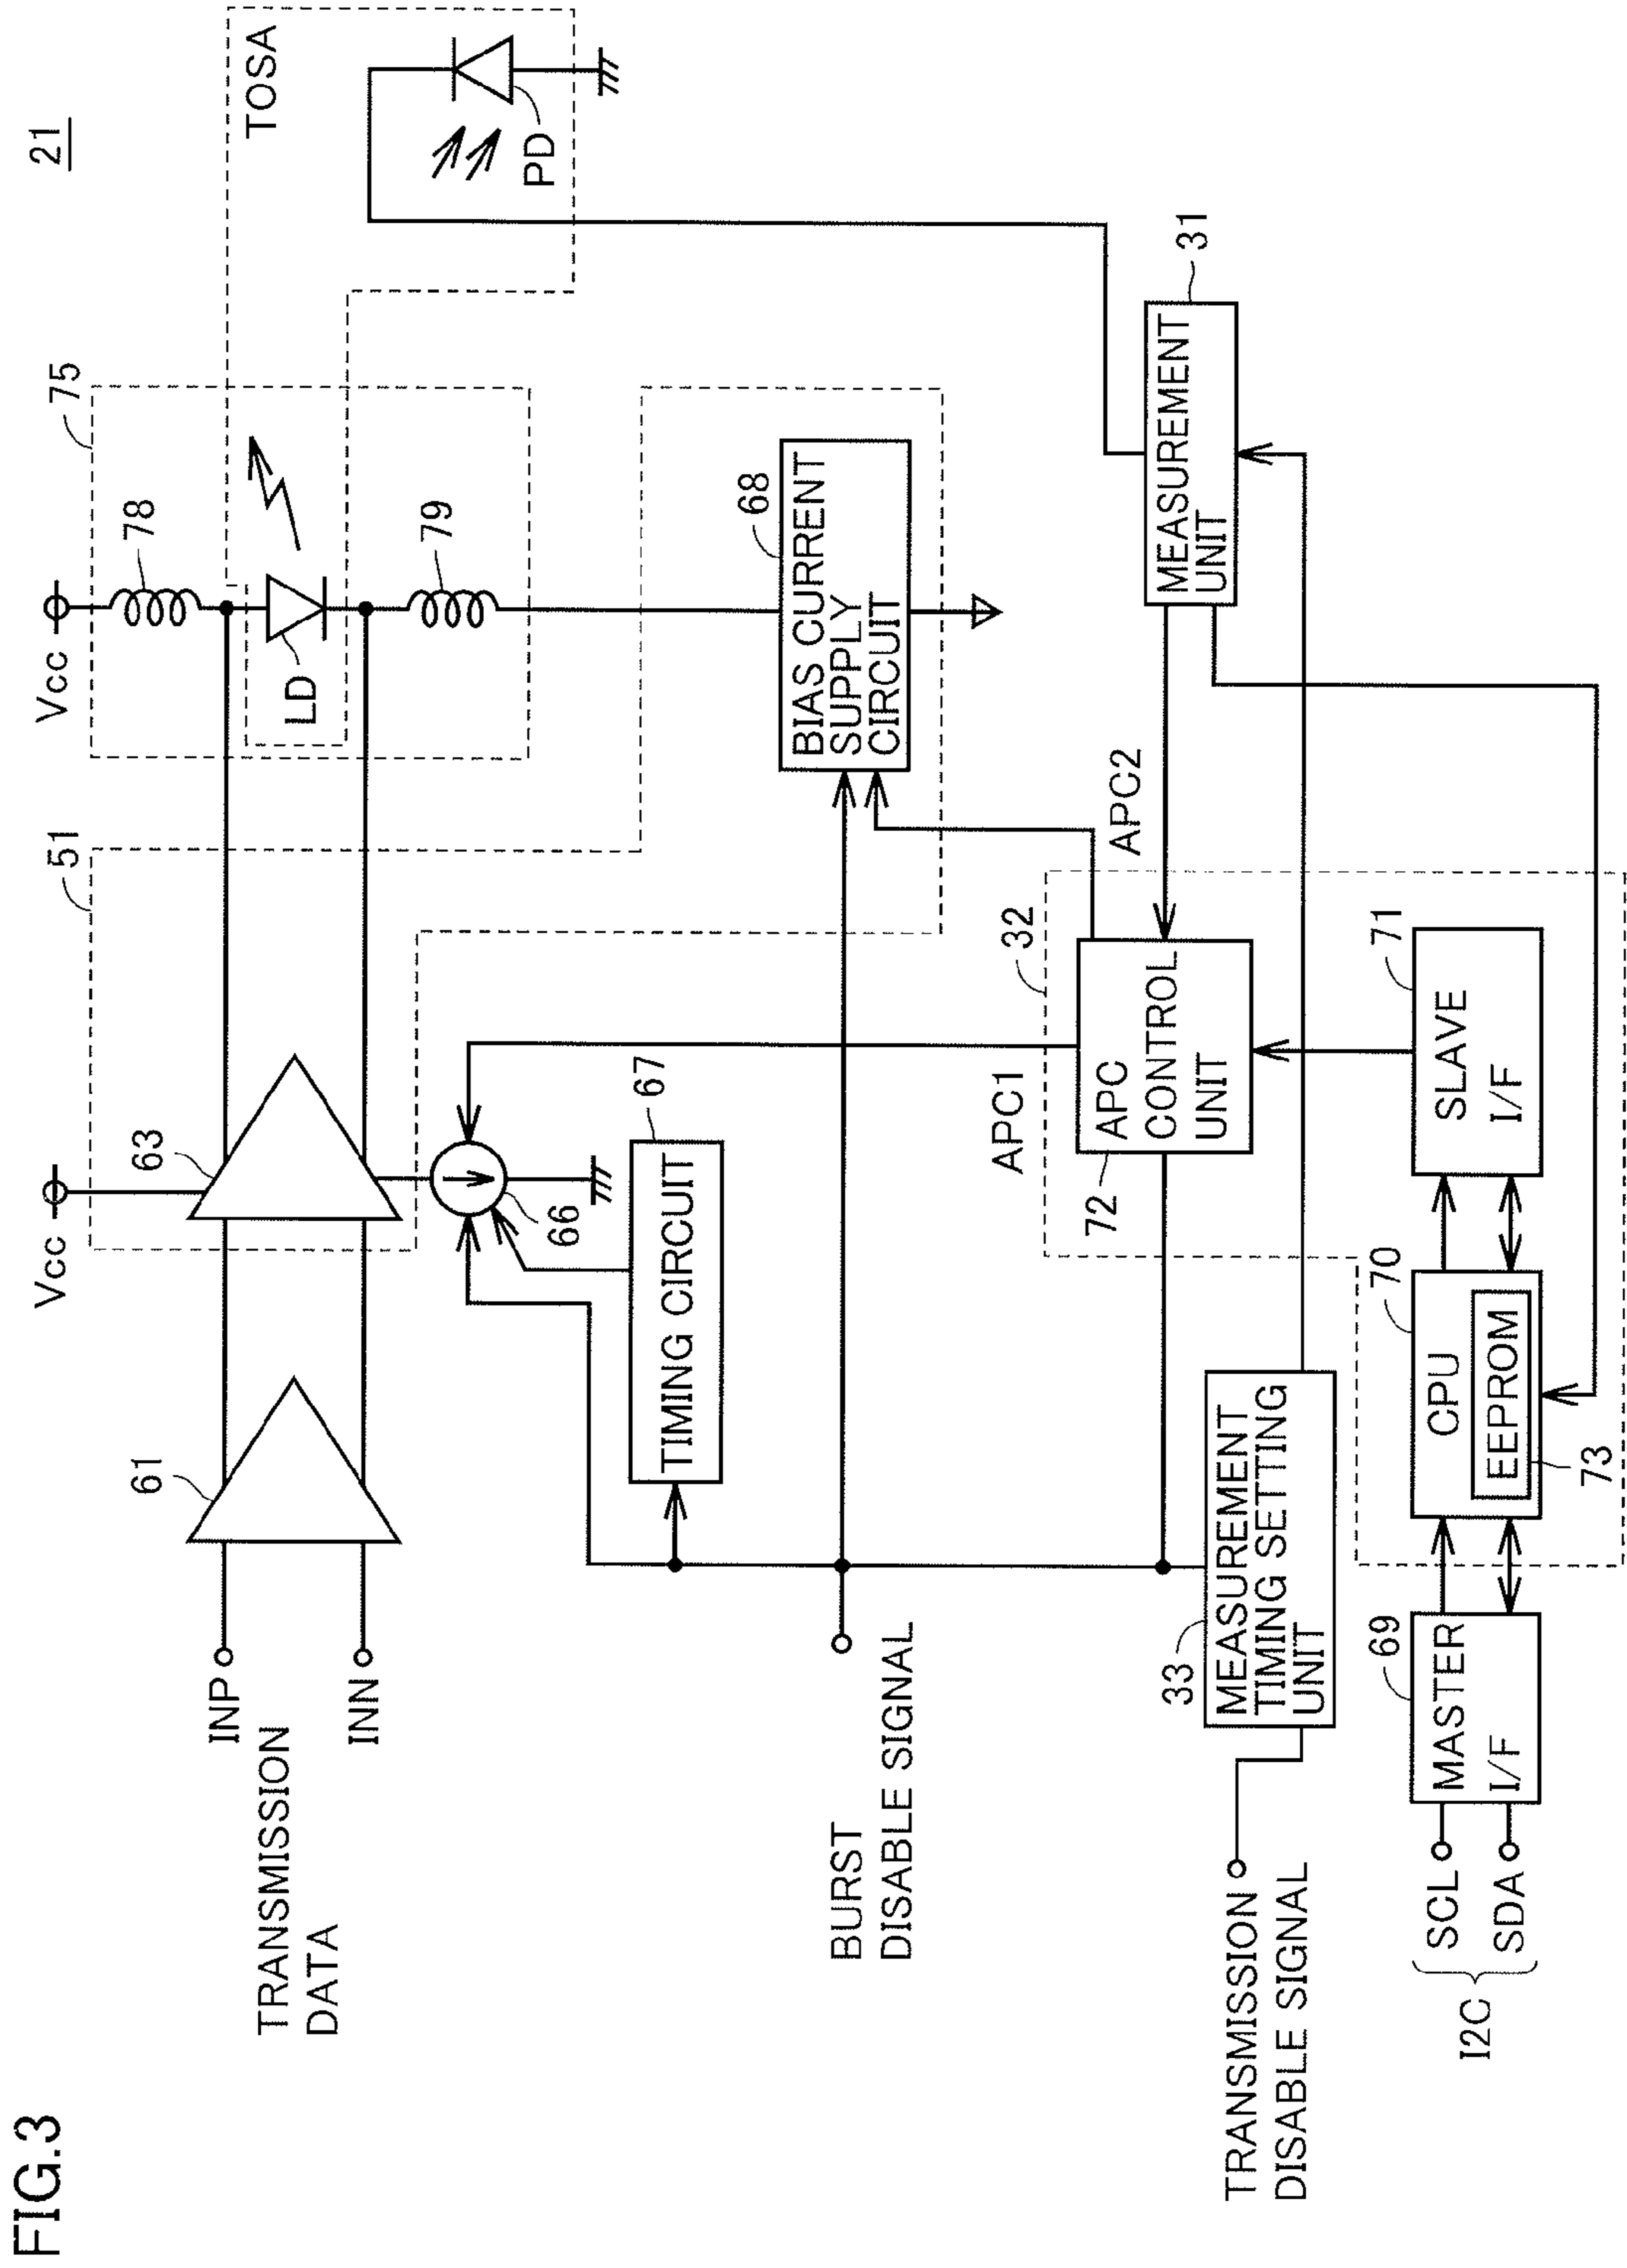 FIG.3
21
TOSA
PD
75
Vcc
78
LD
79
51
Vcc
63
61
INP
INN
TRANSMISSION
DATA
68
BIAS CURRENT
SUPPLY
CIRCUIT
66
67
TIMING CIRCUIT
BURST
DISABLE SIGNAL
31
MEASUREMENT
UNIT
APC2
APC1
32
72
APC
CONTROL
UNIT
33
MEASUREMENT
TIMING SETTING
UNIT
TRANSMISSION
DISABLE SIGNAL
71
SLAVE
I/F
70
CPU
EEPROM
73
69
MASTER
I/F
SCL
SDA
I2C